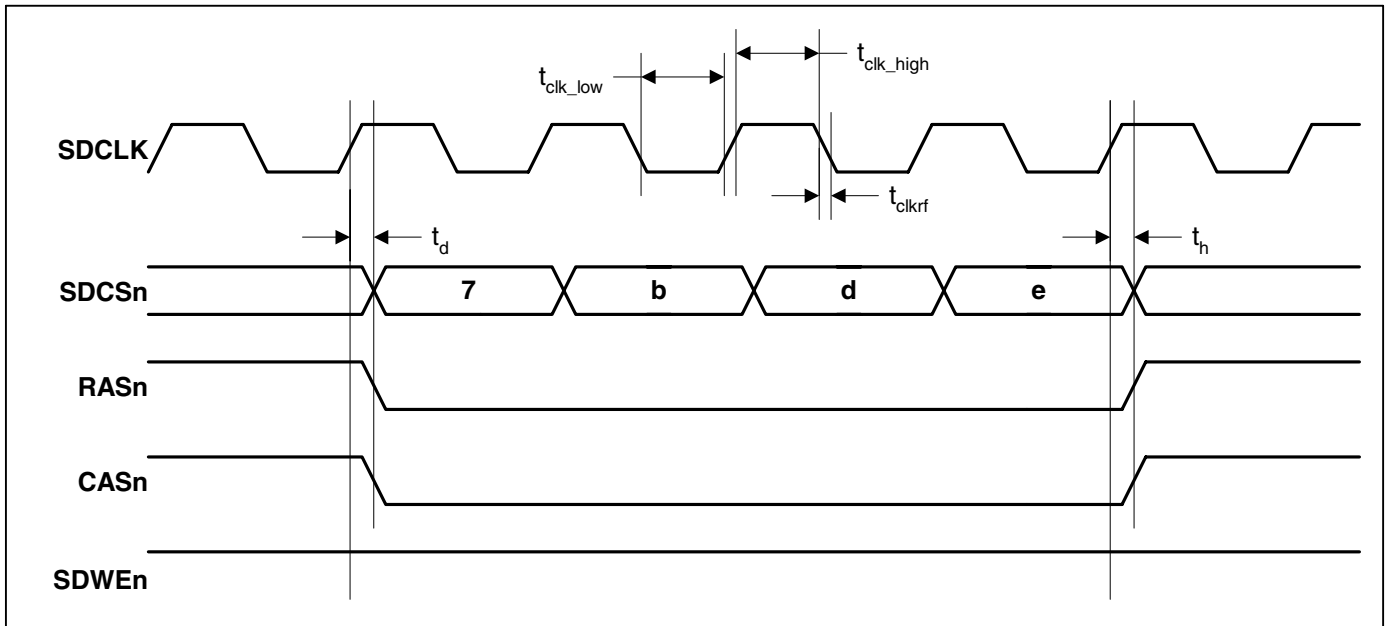 t_clk_high
t_clk_low
SDCLK
t_clkrf
t_d
t_h
SDCSn 7 b d e
RASn
CASn
SDWEn